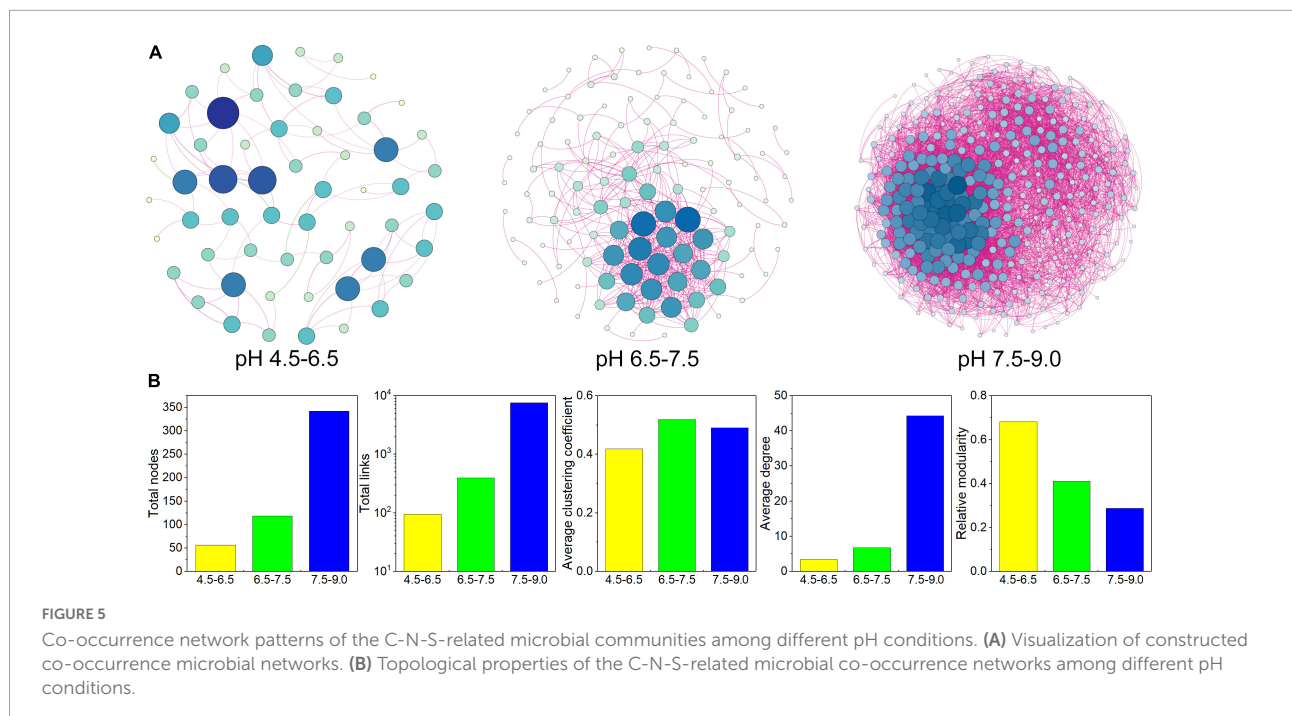 A
pH 4.5-6.5
pH 6.5-7.5
pH 7.5-9.0
B
Total nodes
350
300
250
200
150
100
50
0
4.5-6.5 6.5-7.5 7.5-9.0
Total links
10^4
10^3
10^2
10^1
4.5-6.5 6.5-7.5 7.5-9.0
Average clustering coefficient
0.6
0.4
0.2
0.0
4.5-6.5 6.5-7.5 7.5-9.0
Average degree
50
40
30
20
10
0
4.5-6.5 6.5-7.5 7.5-9.0
Relative modularity
0.8
0.6
0.4
0.2
0.0
4.5-6.5 6.5-7.5 7.5-9.0
FIGURE 5
Co-occurrence network patterns of the C-N-S-related microbial communities among different pH conditions. (A) Visualization of constructed
co-occurrence microbial networks. (B) Topological properties of the C-N-S-related microbial co-occurrence networks among different pH
conditions.